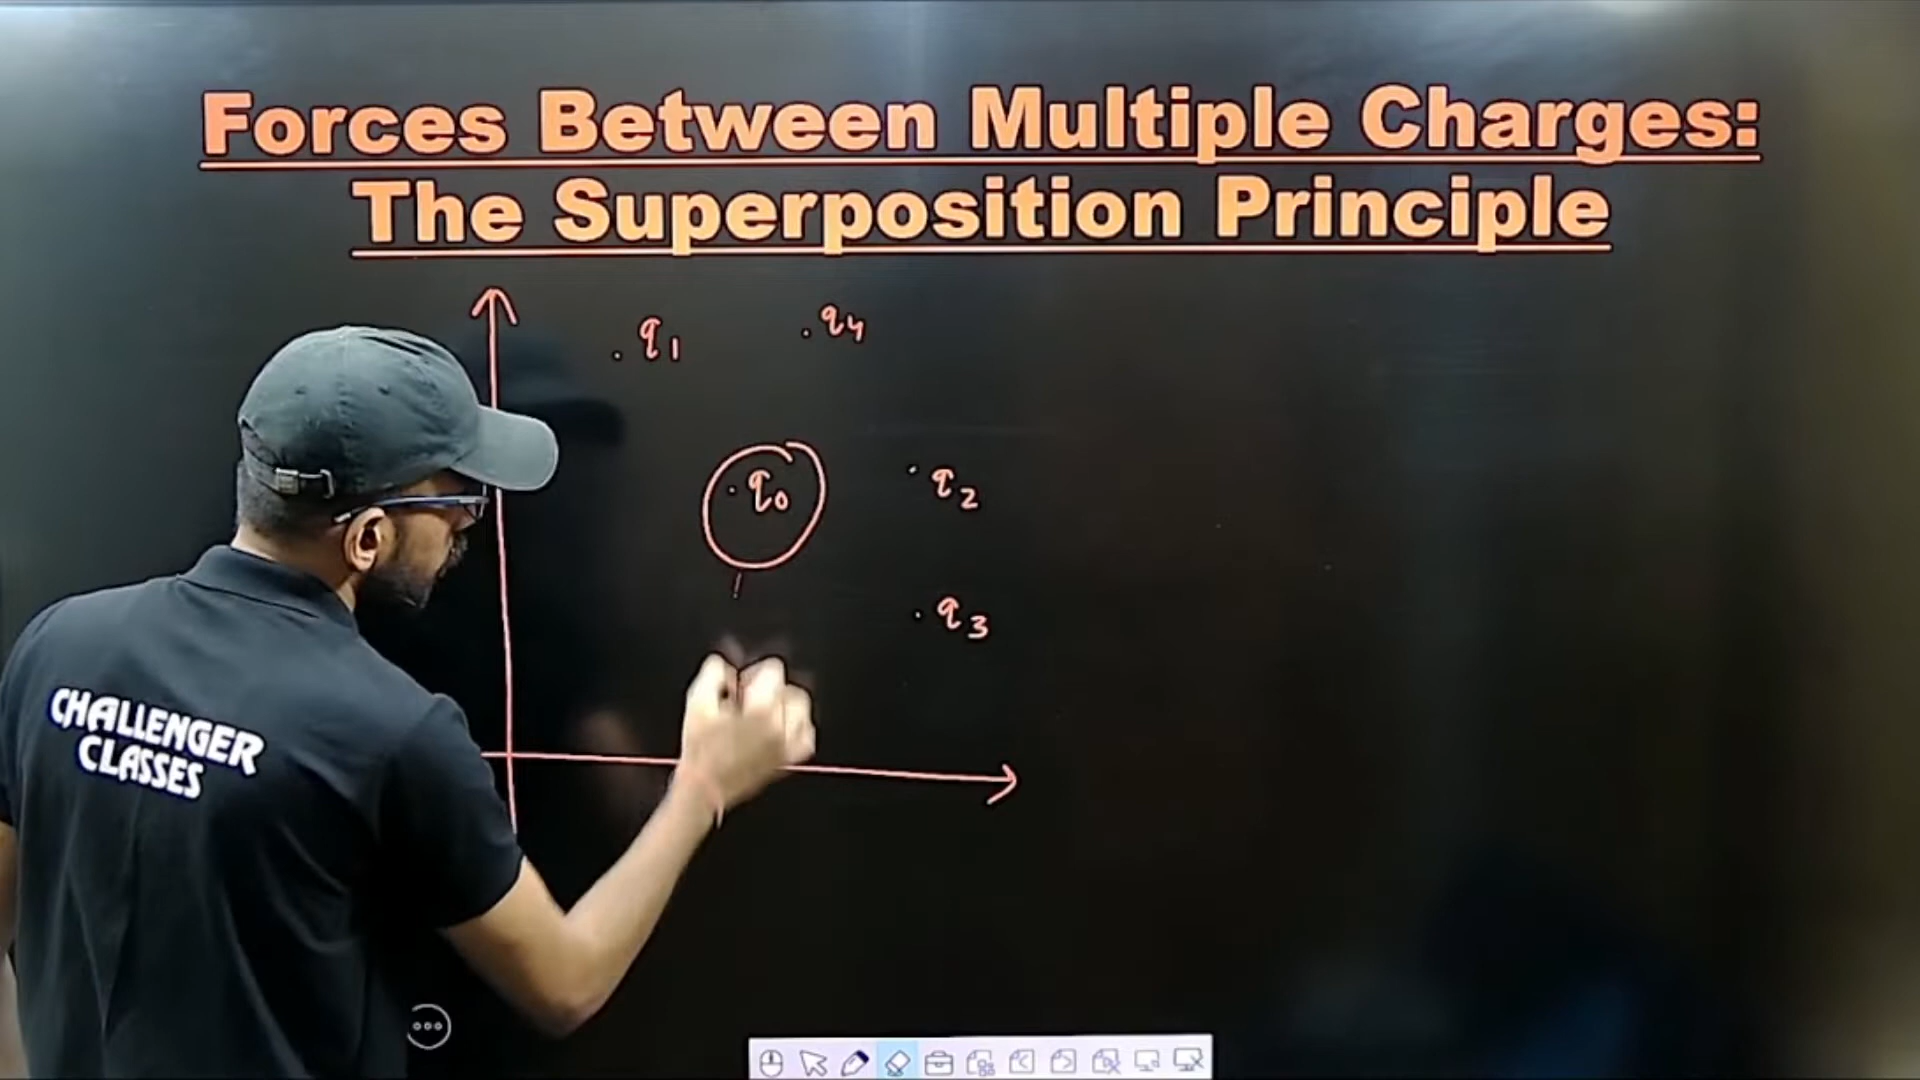 Forces Between Multiple Charges:
The Superposition Principle
q1
q4
q0
q2
q3
CHALLENGER
CLASSES